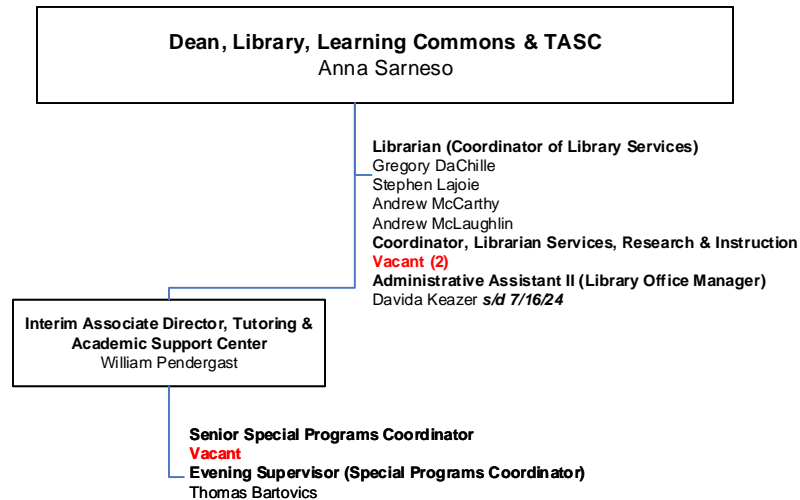 Dean, Library, Learning Commons & TASC
Anna Sarneso
Librarian (Coordinator of Library Services)
Gregory DaChille
Stephen Lajoie
Andrew McCarthy
Andrew McLaughlin
Coordinator, Librarian Services, Research & Instruction
Vacant (2)
Administrative Assistant II (Library Office Manager)
Davida Keazer s/d 7/16/24
Interim Associate Director, Tutoring &
Academic Support Center
William Pendergast
Senior Special Programs Coordinator
Vacant
Evening Supervisor (Special Programs Coordinator)
Thomas Bartovics